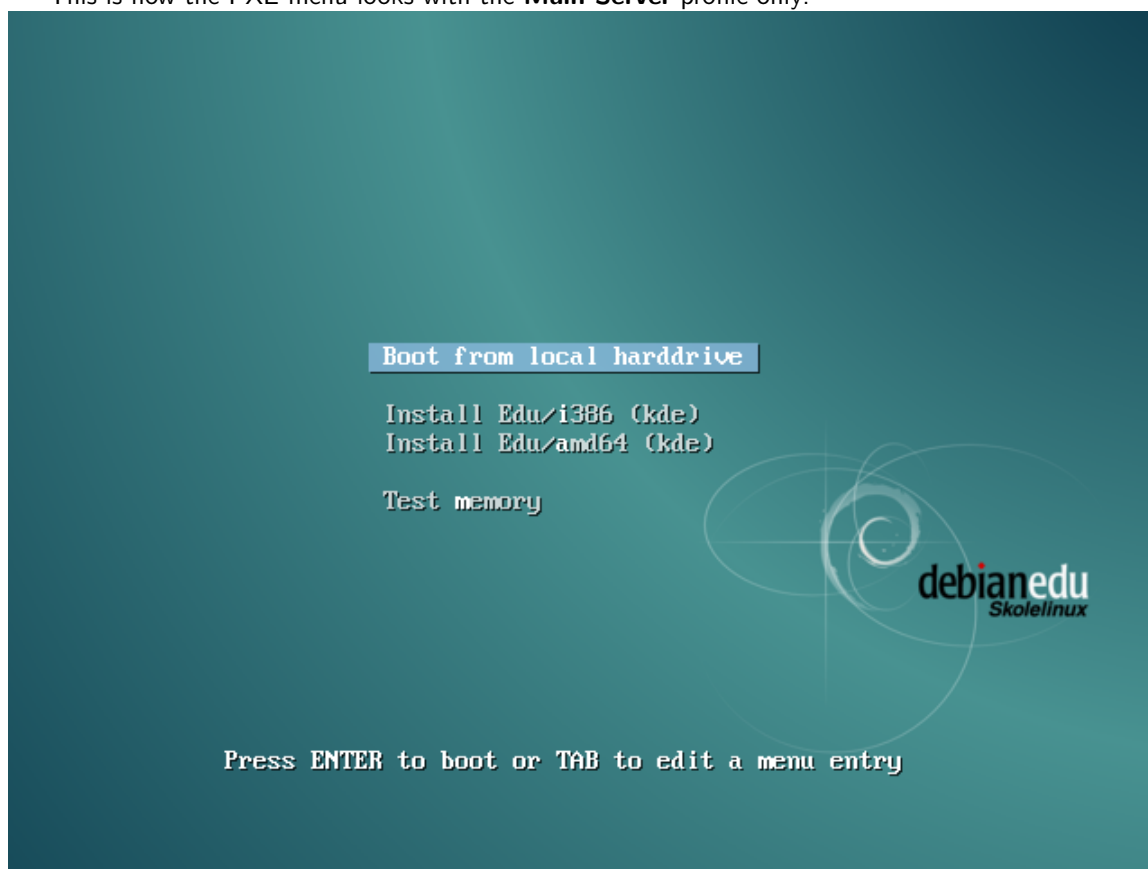 This is how the PXE menu looks with the Main Server profile only:
Boot from local harddrive
Install Edu/i386 (kde)
Install Edu/amd64 (kde)
Test memory
debianedu
Skolelinux
Press ENTER to boot or TAB to edit a menu entry